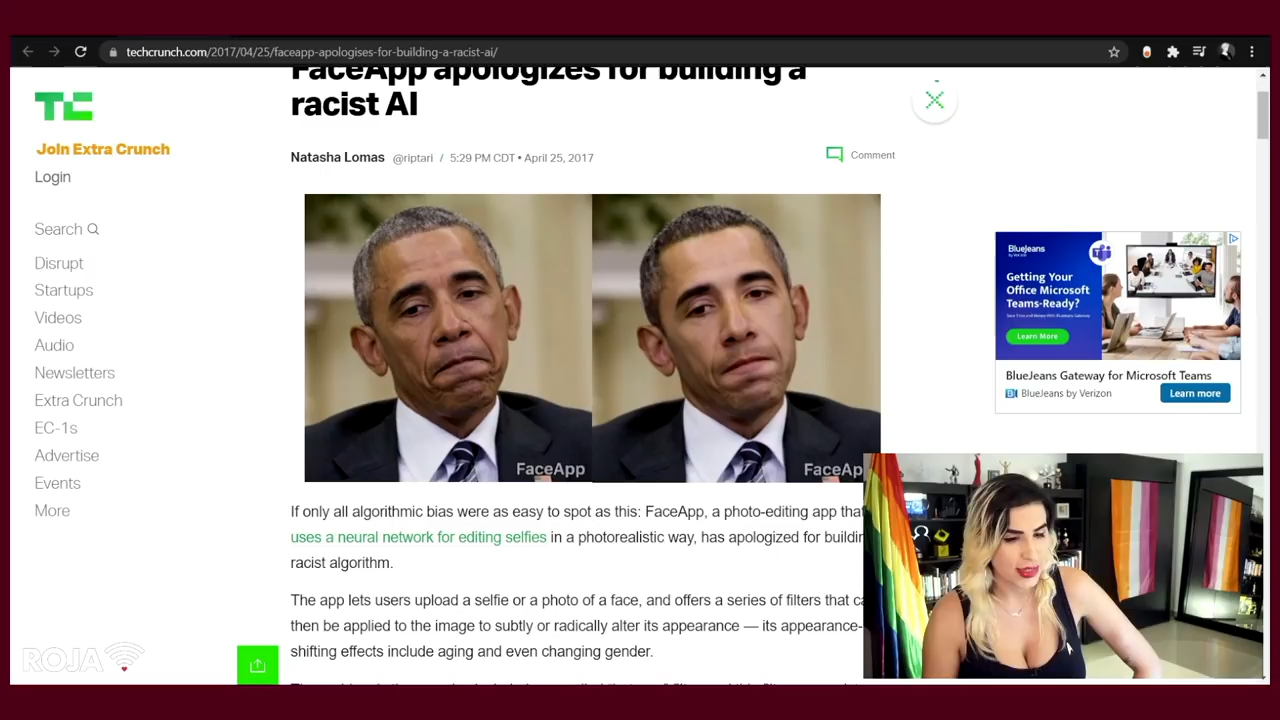 techcrunch.com/2017/04/25/faceapp-apologises-for-building-a-racist-ai/
FaceApp apologizes for building a
racist AI
TC
Join Extra Crunch
Login
Search
Disrupt
Startups
Videos
Audio
Newsletters
Extra Crunch
EC-1s
Advertise
Events
More
Natasha Lomas @riptari / 5:29 PM CDT • April 25, 2017
Comment
FaceApp
FaceApp
If only all algorithmic bias were as easy to spot as this: FaceApp, a photo-editing app that
uses a neural network for editing selfies in a photorealistic way, has apologized for buildin
racist algorithm.
The app lets users upload a selfie or a photo of a face, and offers a series of filters that ca
then be applied to the image to subtly or radically alter its appearance — its appearance-
shifting effects include aging and even changing gender.
BlueJeans
by Verizon
Getting Your
Office Microsoft
Teams-Ready?
Learn More
BlueJeans Gateway for Microsoft Teams
BlueJeans by Verizon
Learn more
ROJA